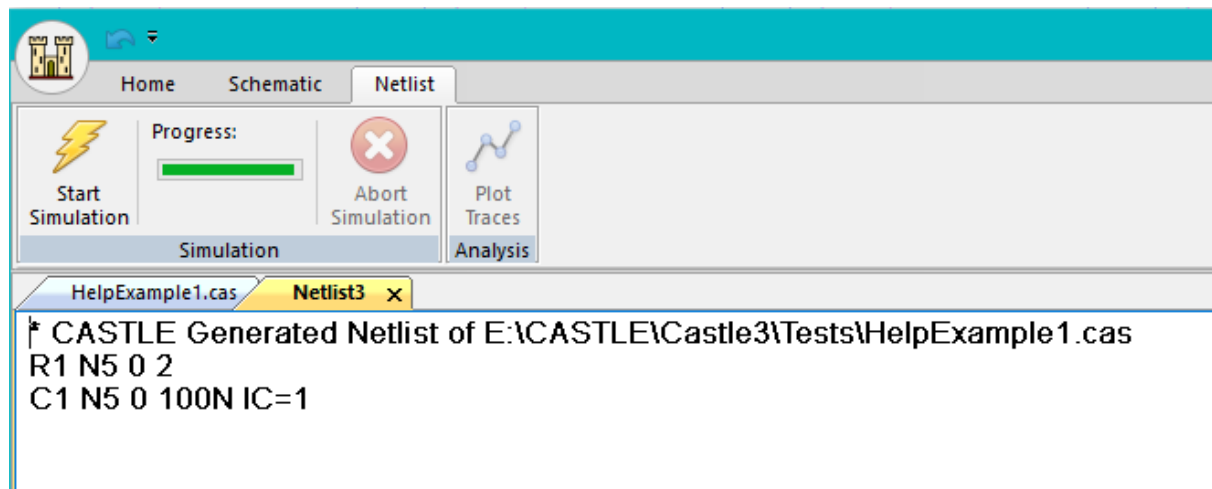 Home Schematic Netlist
Progress:
Start
Simulation
Abort
Simulation
Plot
Traces
Simulation
Analysis
HelpExample1.cas Netlist3
* CASTLE Generated Netlist of E:\CASTLE\Castle3\Tests\HelpExample1.cas
R1 N5 0 2
C1 N5 0 100N IC=1